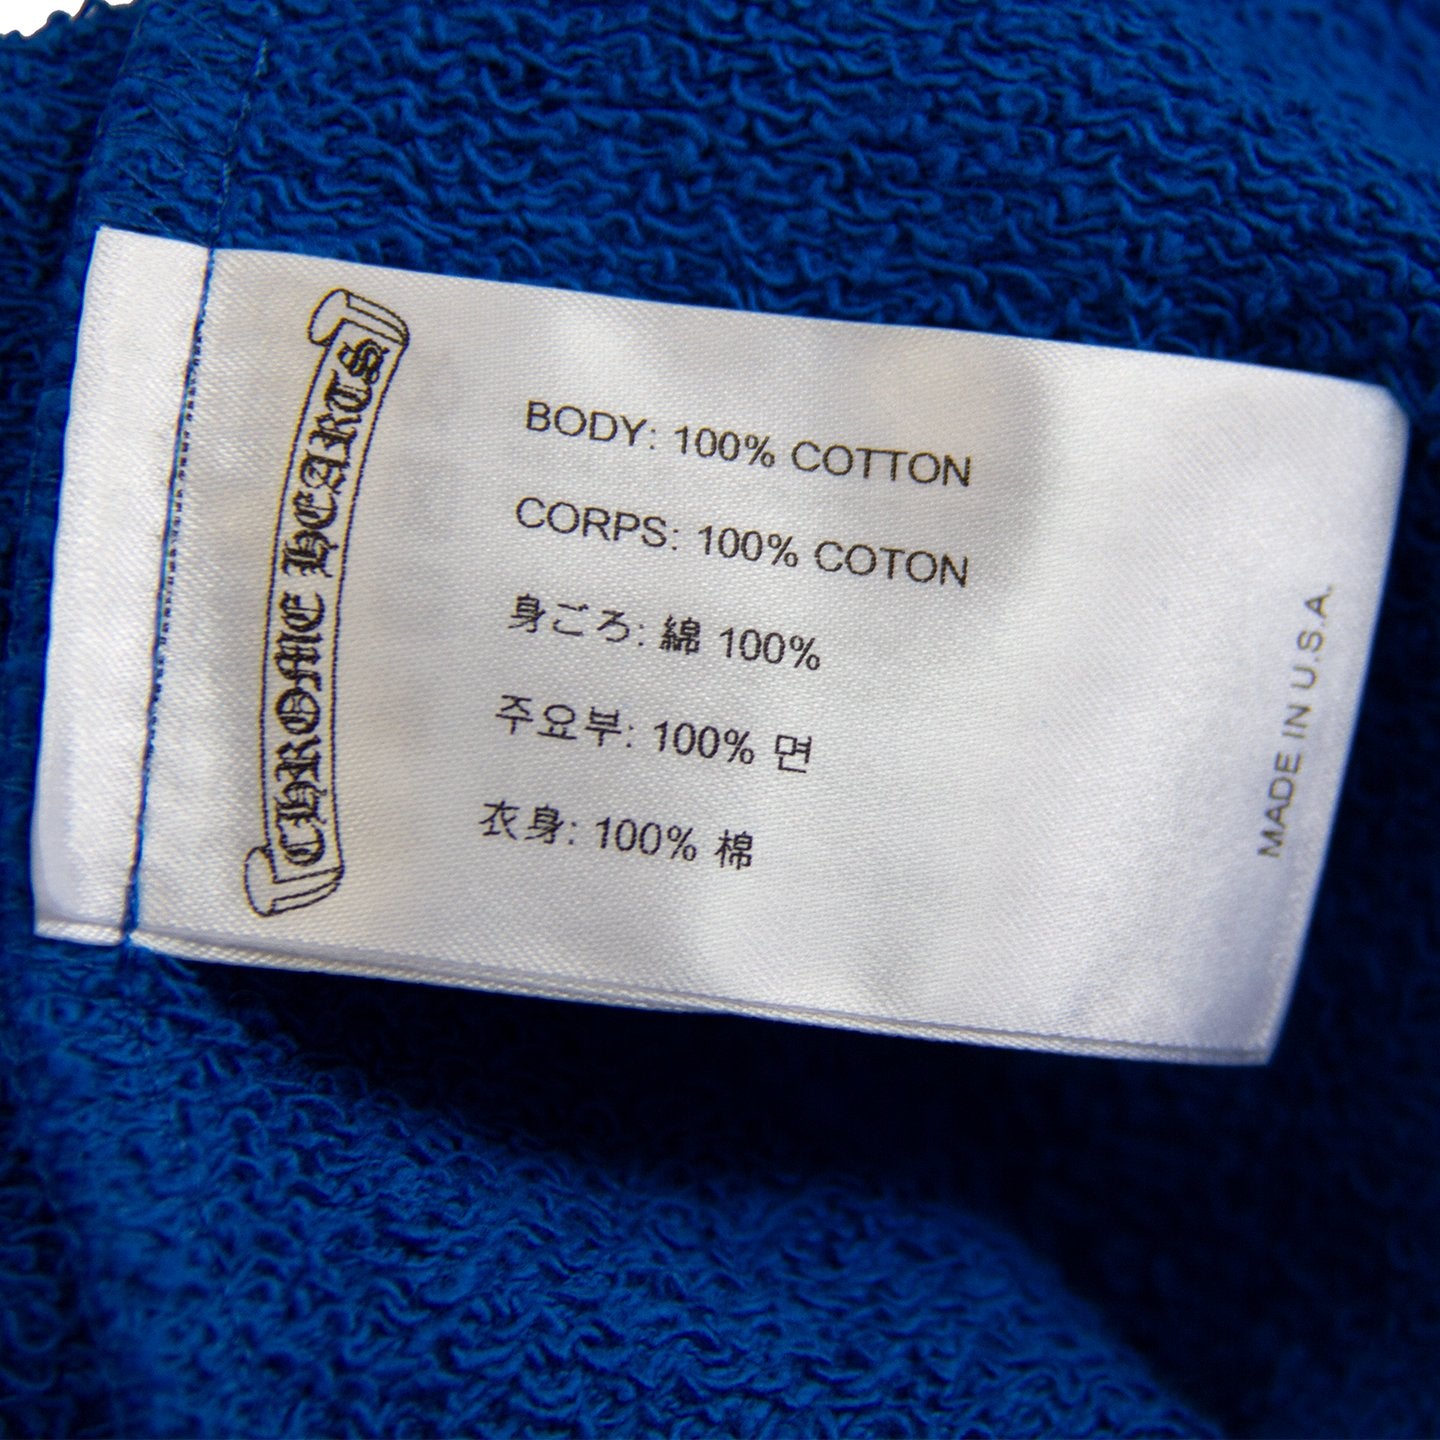 CHROME HEARTS
BODY: 100% COTTON
CORPS: 100% COTON
身ごろ: 綿 100%
주요부: 100% 면
衣身: 100% 棉
MADE IN U.S.A.